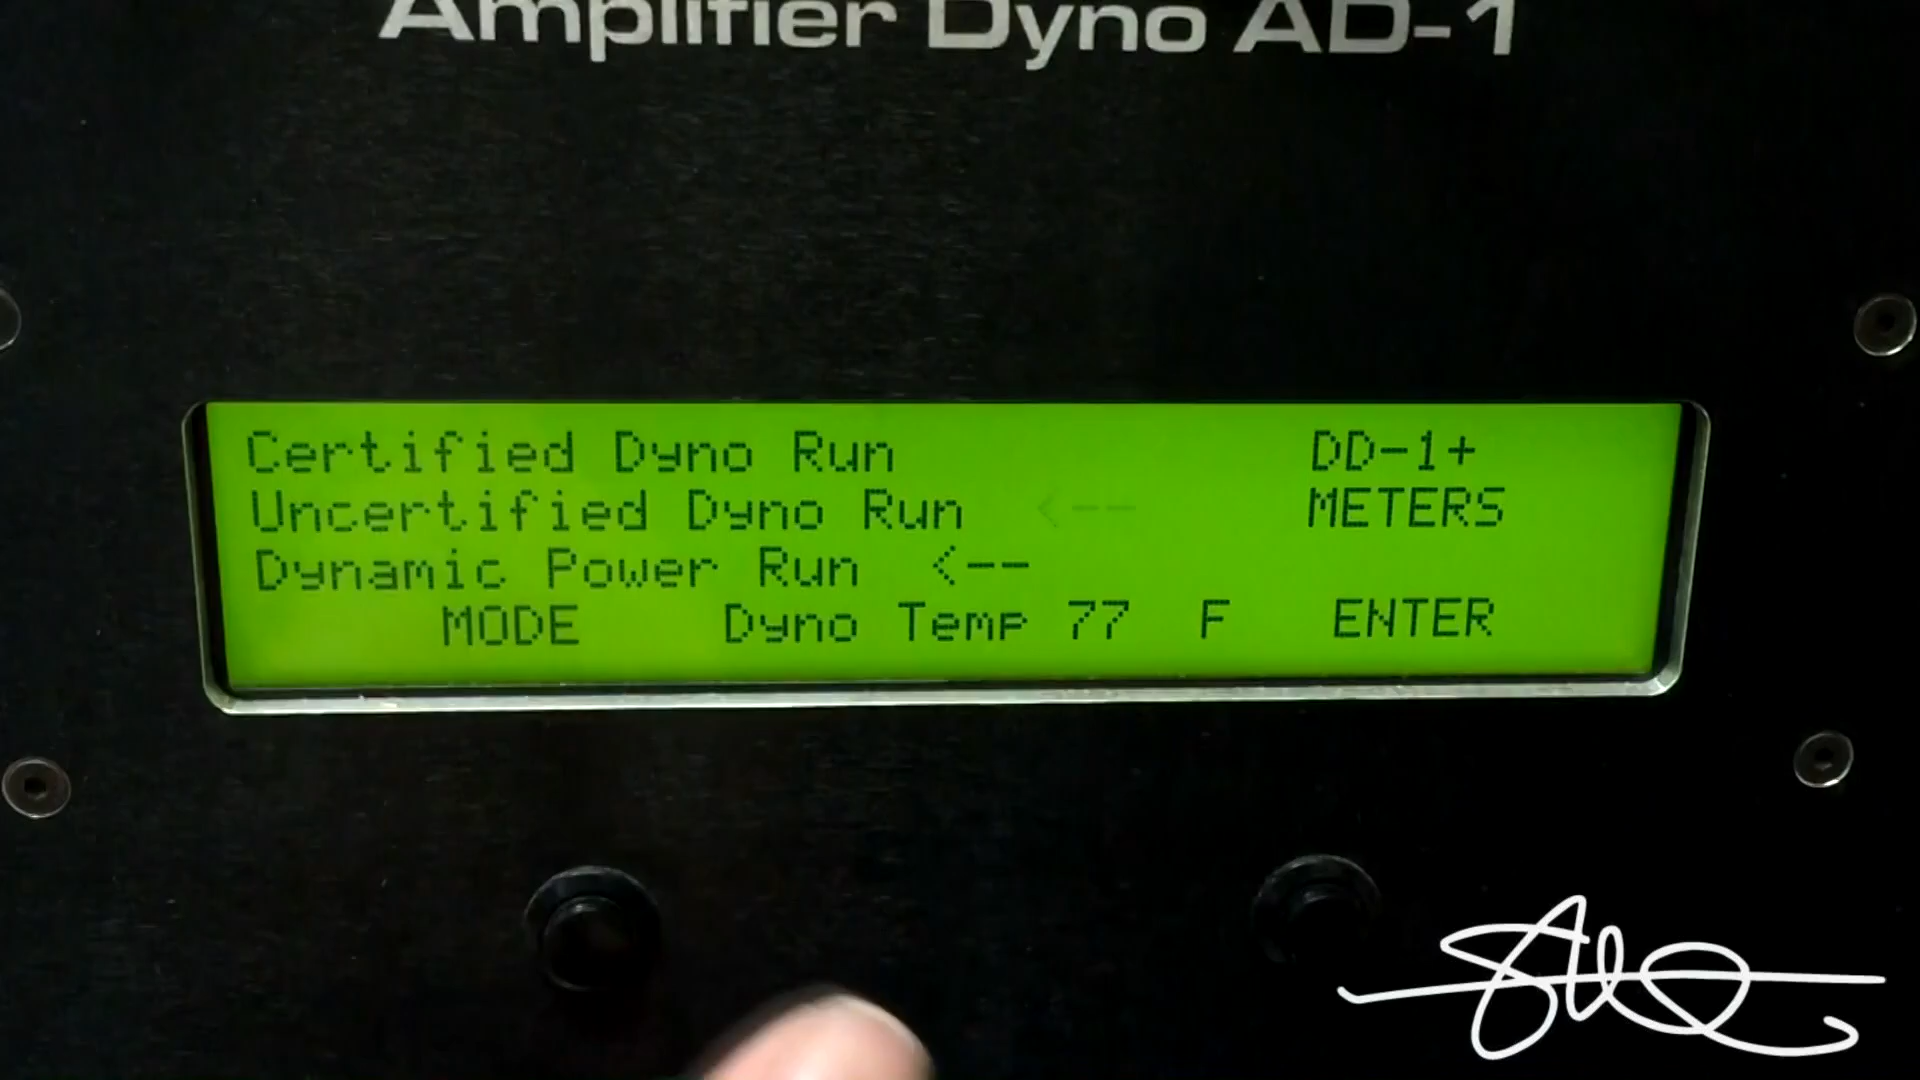 Amplifier Dyno AD-1
Certified Dyno Run DD-1+
Uncertified Dyno Run <-- METERS
Dynamic Power Run <--
MODE Dyno Temp 77 F ENTER